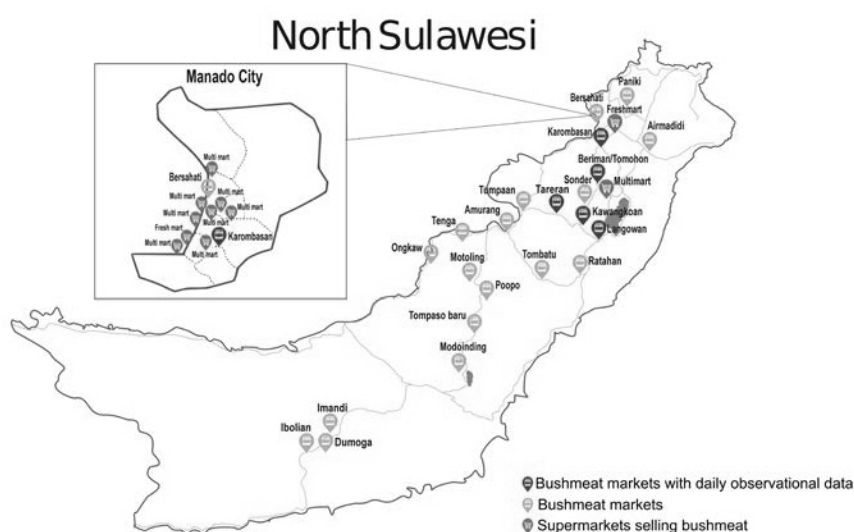 North Sulawesi
Manado City
Multi mart
Bersahati
Multi mart
Multi mart
Multi mart
Multi mart
Multi mart
Fresh mart
Karombasan
Multi mart
Multi mart
Paniki
Bersahati
Freshmart
Karombasan
Airmadidi
Beriman/Tomohon
Sonder
Multimart
Tompaan
Tareran
Amurang
Kawangkoan
Langowan
Tenga
Ongkaw
Motoling
Tombatu
Ratahan
Poopo
Tompaso baru
Modoinding
Imandi
Ibolian
Dumoga
Bushmeat markets with daily observational data
Bushmeat markets
Supermarkets selling bushmeat